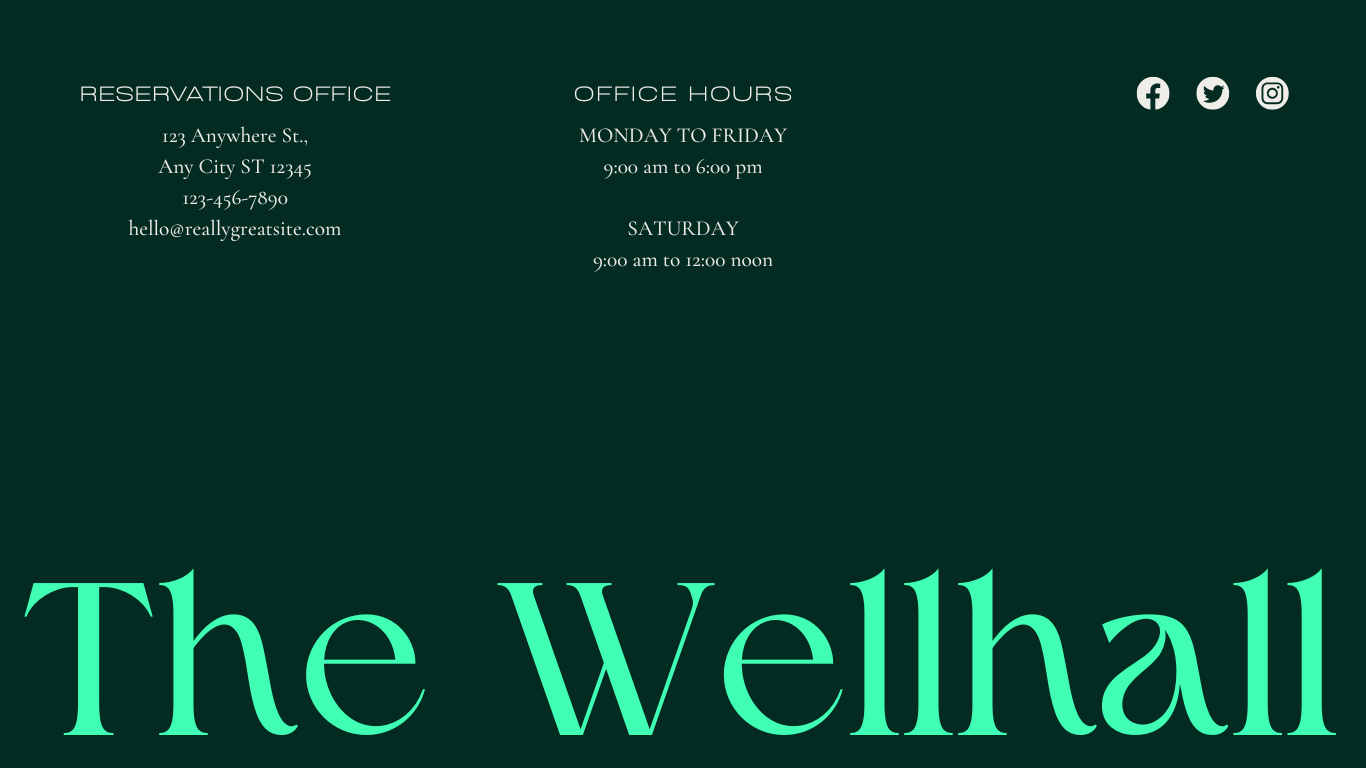 RESERVATIONS OFFICE
123 Anywhere St.,
Any City ST 12345
123-456-7890
hello@reallygreatsite.com
OFFICE HOURS
MONDAY TO FRIDAY
9:00 am to 6:00 pm
SATURDAY
9:00 am to 12:00 noon
The Wellhall